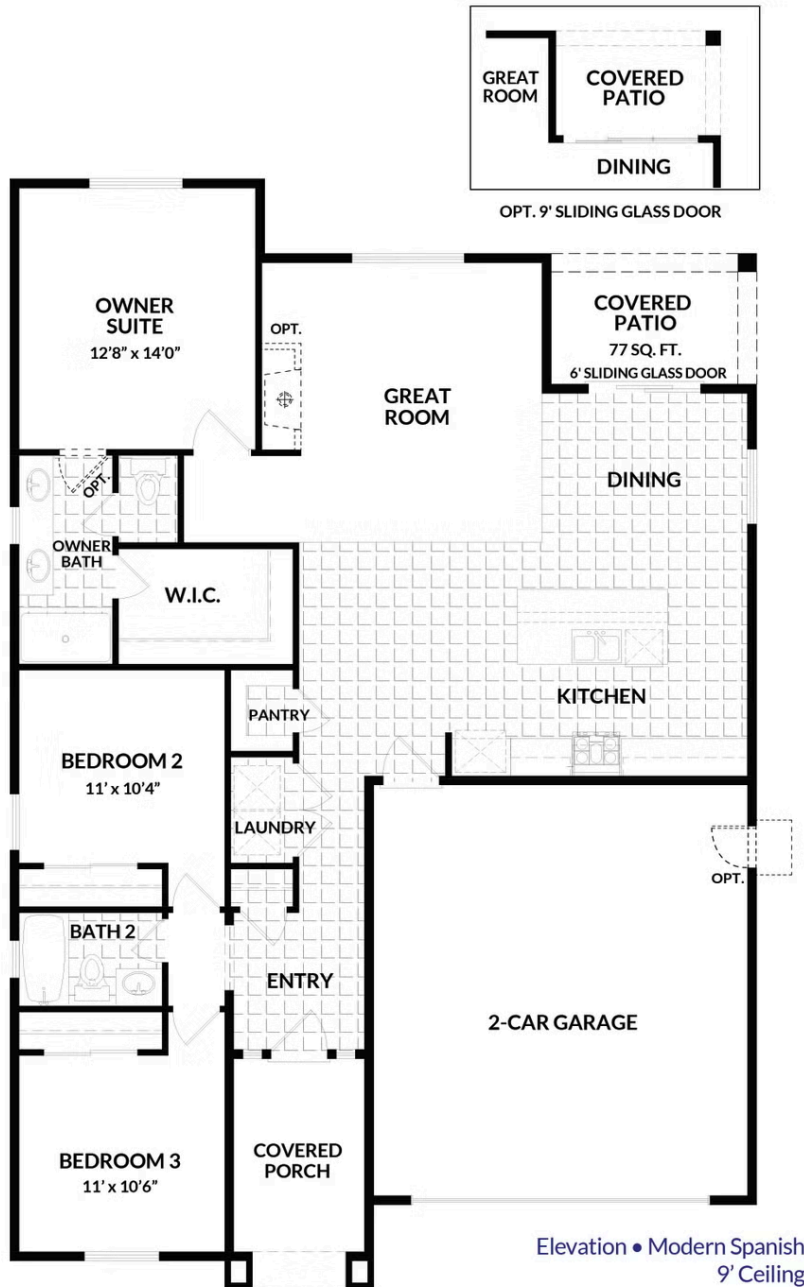 GREAT
ROOM
COVERED
PATIO
DINING
OPT. 9' SLIDING GLASS DOOR
OWNER
SUITE
12’8” x 14’0”
OPT.
GREAT
ROOM
COVERED
PATIO
77 SQ. FT.
6' SLIDING GLASS DOOR
DINING
OPT.
OWNER
BATH
W.I.C.
KITCHEN
PANTRY
BEDROOM 2
11’ x 10’4”
LAUNDRY
OPT.
BATH 2
ENTRY
2-CAR GARAGE
BEDROOM 3
11’ x 10’6”
COVERED
PORCH
Elevation • Modern Spanish
9’ Ceiling